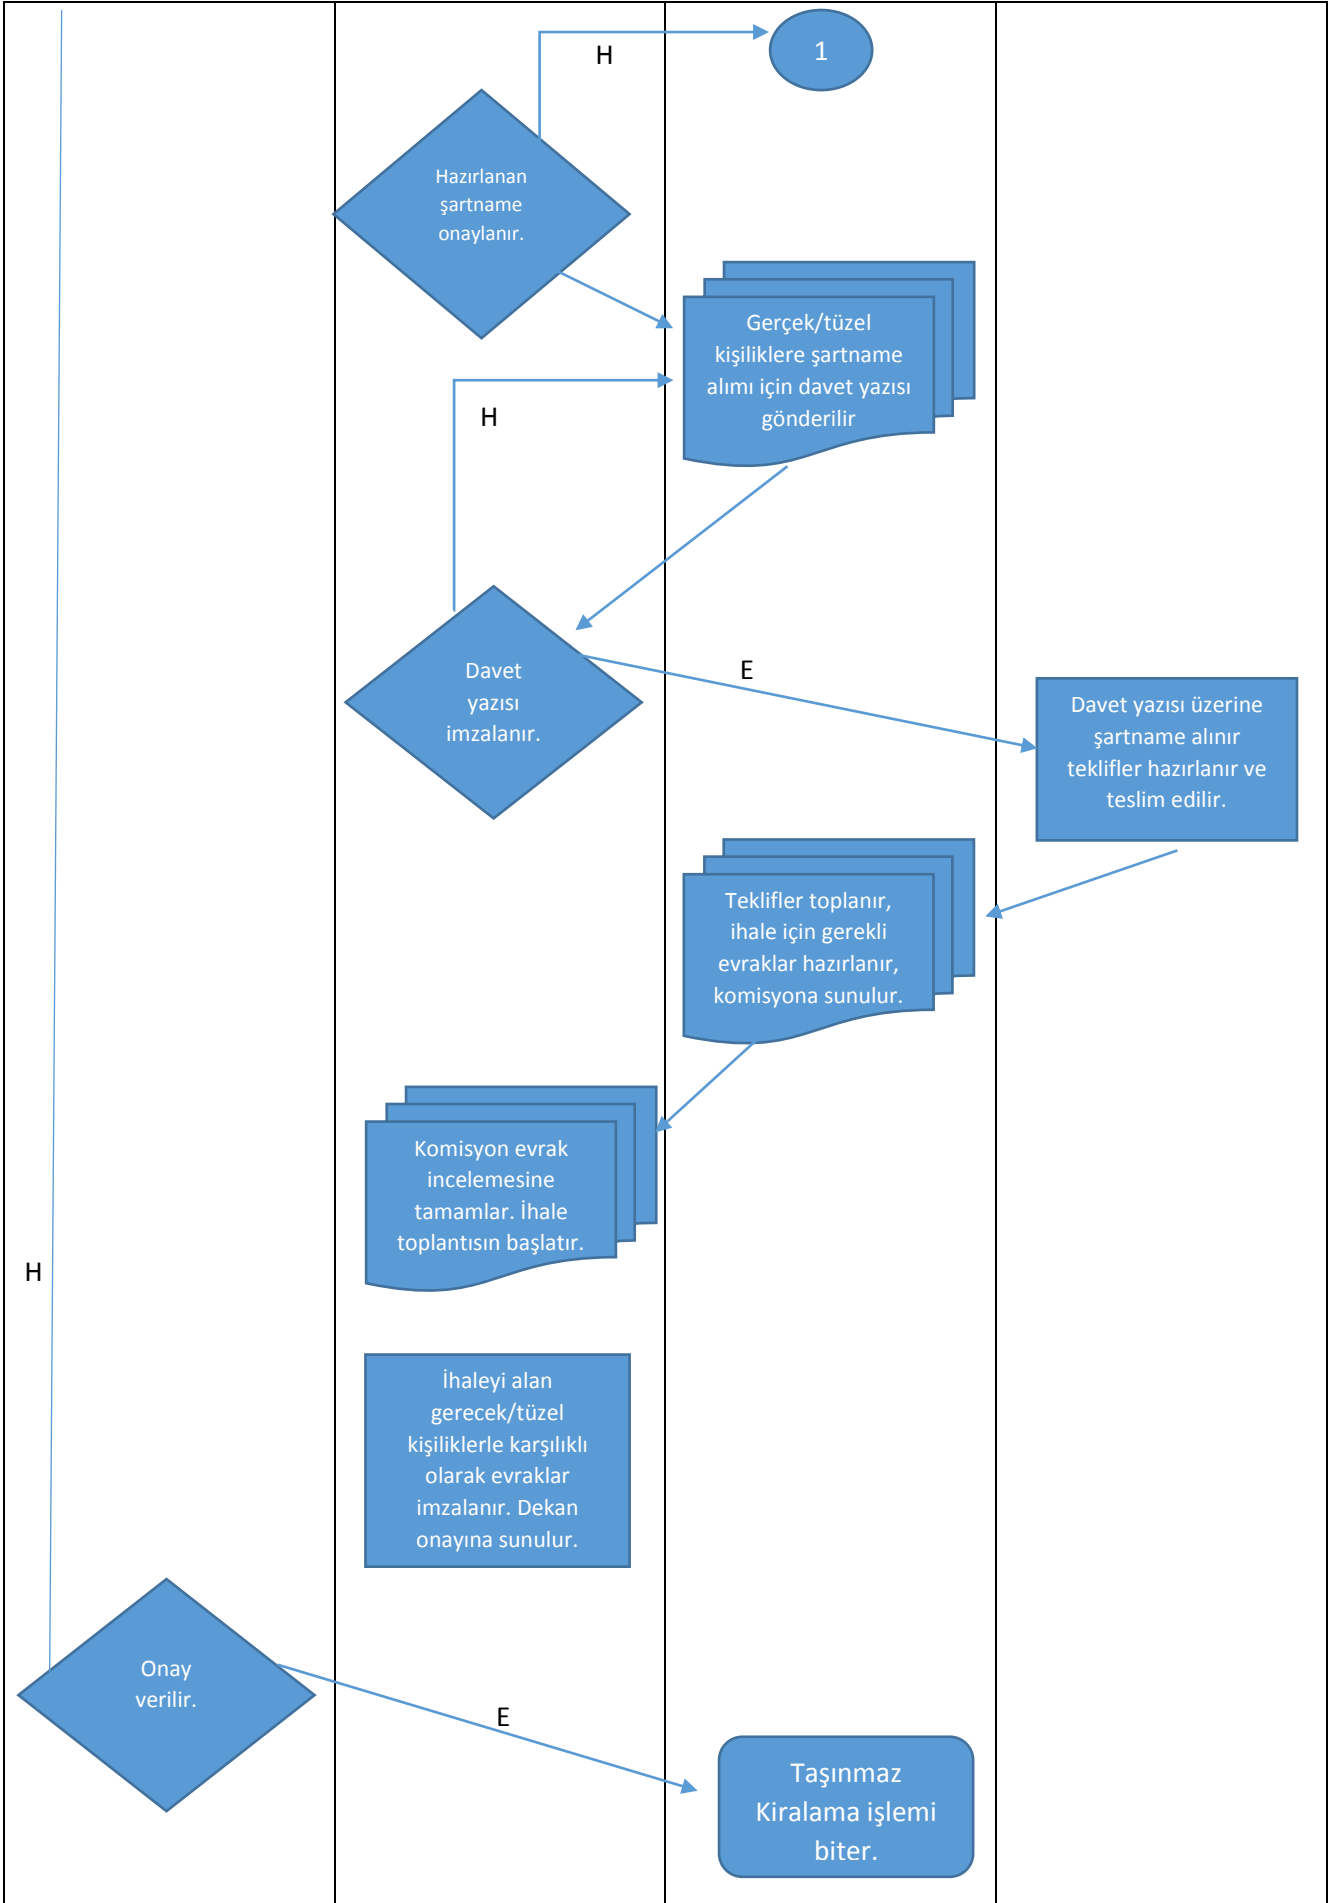 H
1
Hazırlanan
şartname
onaylanır.
Gerçek/tüzel
kişiliklere şartname
alımı için davet yazısı
gönderilir
H
Davet
yazısı
imzalanır.
E
Davet yazısı üzerine
şartname alınır
teklifler hazırlanır ve
teslim edilir.
Teklifler toplanır,
ihale için gerekli
evraklar hazırlanır,
komisyona sunulur.
Komisyon evrak
incelemesine
tamamlar. İhale
toplantısın başlatır.
H
İhaleyi alan
gerecek/tüzel
kişiliklerle karşılıklı
olarak evraklar
imzalanır. Dekan
onayına sunulur.
Onay
verilir.
E
Taşınmaz
Kiralama işlemi
biter.